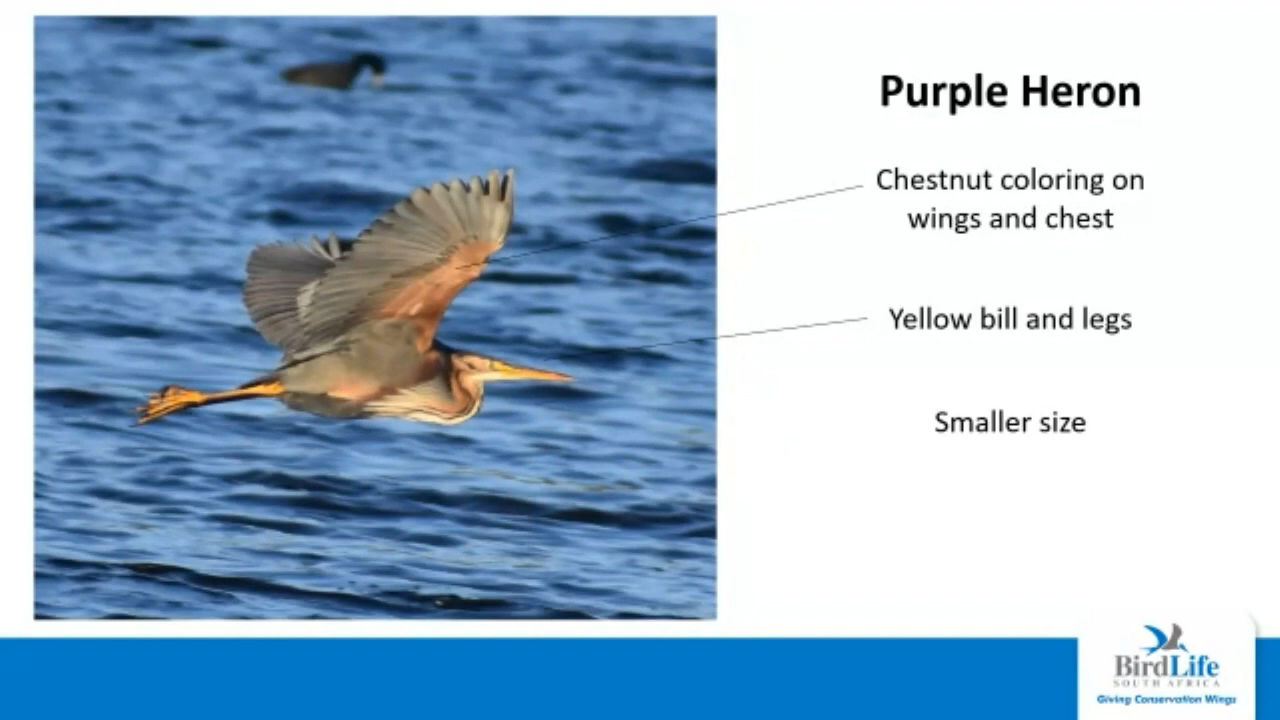 Purple Heron
Chestnut coloring on
wings and chest
Yellow bill and legs
Smaller size
BirdLife
SOUTH AFRICA
Giving Conservation Wings